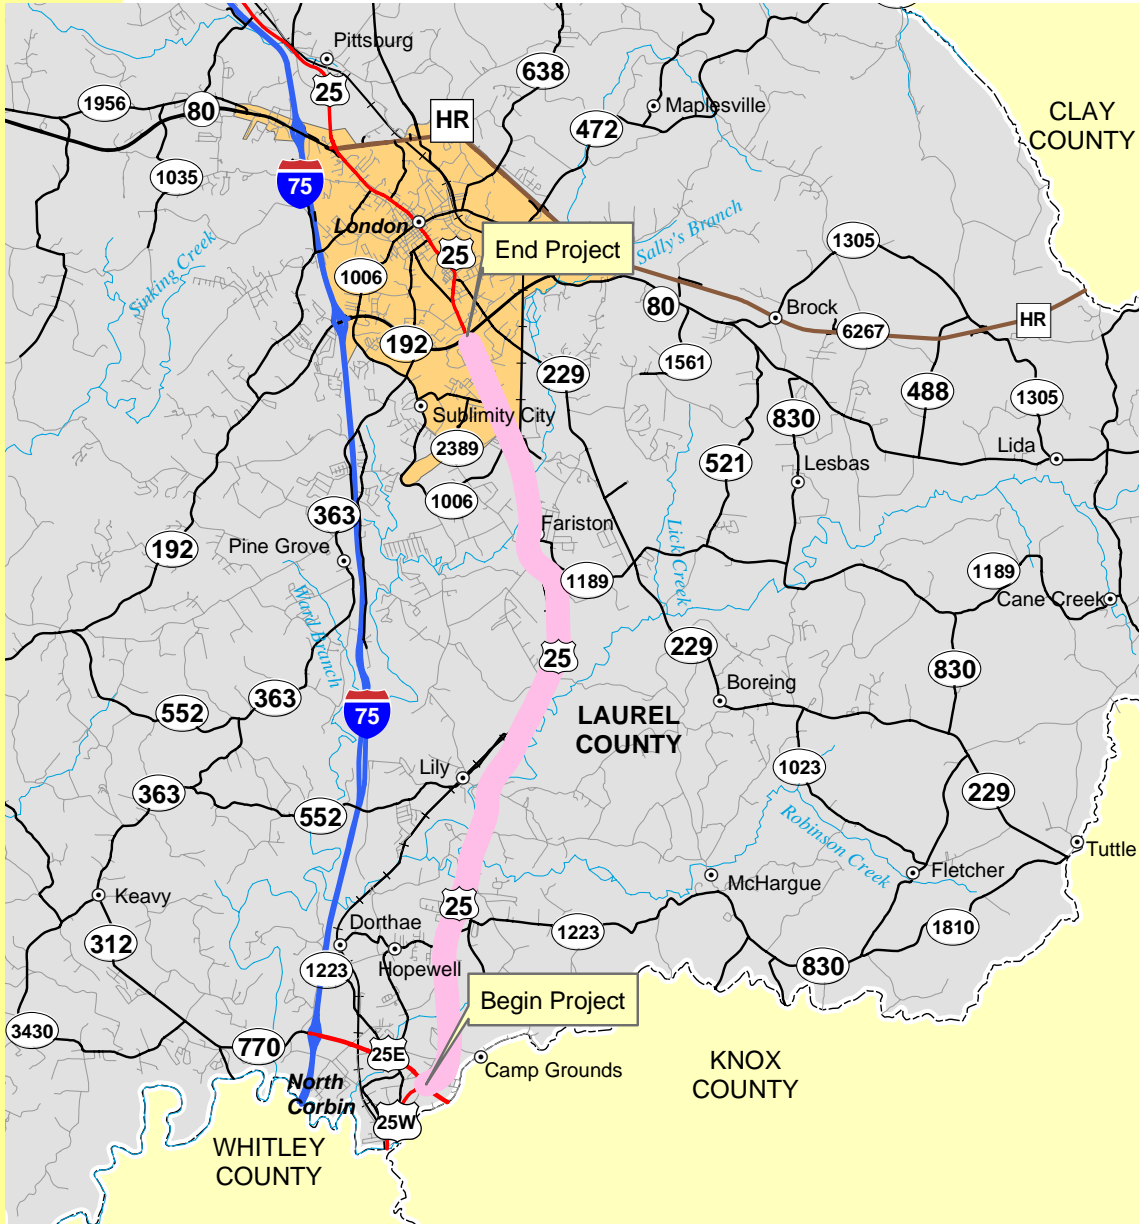 Pittsburg
638
25
1956
80
HR
Maplesville
472
CLAY
COUNTY
1035
75
London
Sally's Branch
End Project
25
1305
Sinking Creek
1006
80
Brock
6267
HR
192
229
1561
488
1305
Sublimity City
830
2389
521
Lesbas
Lida
1006
363
Fariston
Lick Creek
192
Pine Grove
1189
1189
Cane Creek
Ward Branch
229
25
830
363
Boreing
552
75
LAUREL
COUNTY
Lily
1023
363
552
229
Robinson Creek
Tuttle
Keavy
McHargue
Fletcher
25
312
Dorthae
1223
1810
Hopewell
1223
830
Begin Project
3430
770
25E
Camp Grounds
KNOX
COUNTY
North
Corbin
25W
WHITLEY
COUNTY